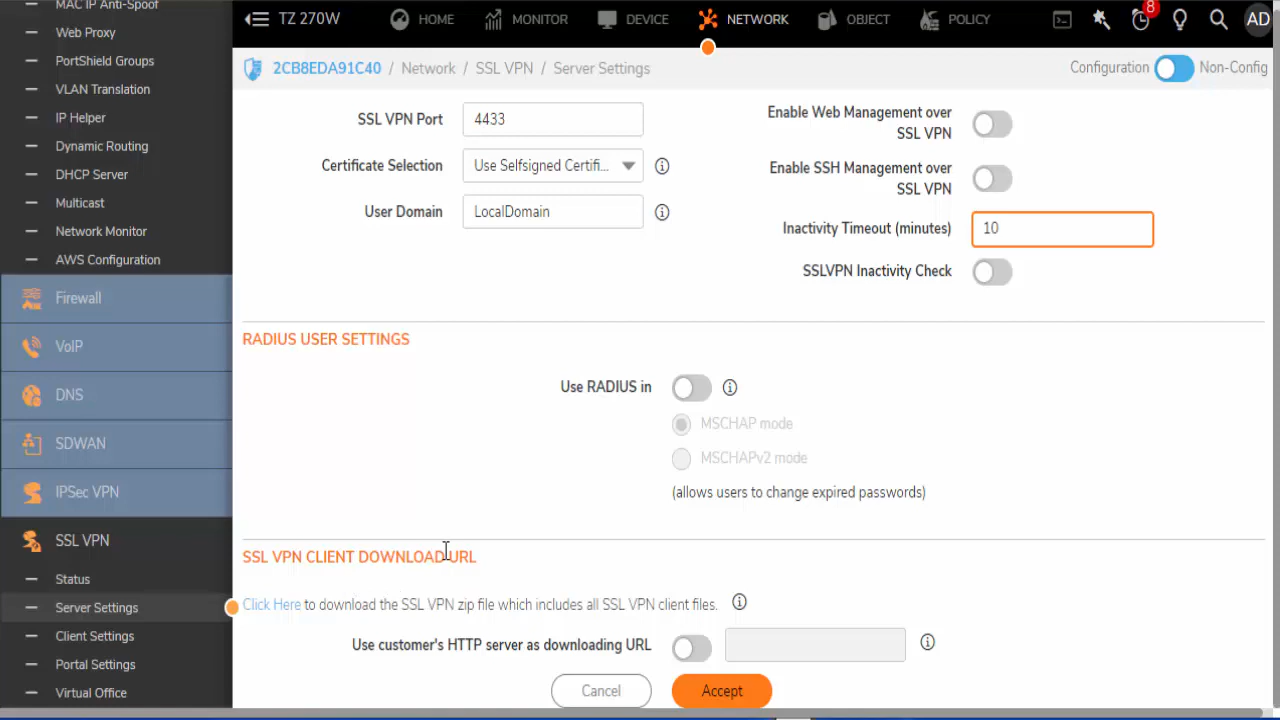 TZ 270W
HOME
MONITOR
DEVICE
NETWORK
OBJECT
POLICY
8
AD
MAC IP Anti-Spoof
Web Proxy
PortShield Groups
VLAN Translation
IP Helper
Dynamic Routing
DHCP Server
Multicast
Network Monitor
AWS Configuration
Firewall
VoIP
DNS
SDWAN
IPSec VPN
SSL VPN
Status
Server Settings
Client Settings
Portal Settings
Virtual Office
2CB8EDA91C40 / Network / SSL VPN / Server Settings
Configuration Non-Config
SSL VPN Port 4433
Certificate Selection Use Selfsigned Certifi...
User Domain LocalDomain
Enable Web Management over
SSL VPN
Enable SSH Management over
SSL VPN
Inactivity Timeout (minutes) 10
SSLVPN Inactivity Check
RADIUS USER SETTINGS
Use RADIUS in
MSCHAP mode
MSCHAPv2 mode
(allows users to change expired passwords)
SSL VPN CLIENT DOWNLOAD URL
Click Here to download the SSL VPN zip file which includes all SSL VPN client files.
Use customer's HTTP server as downloading URL
Cancel Accept